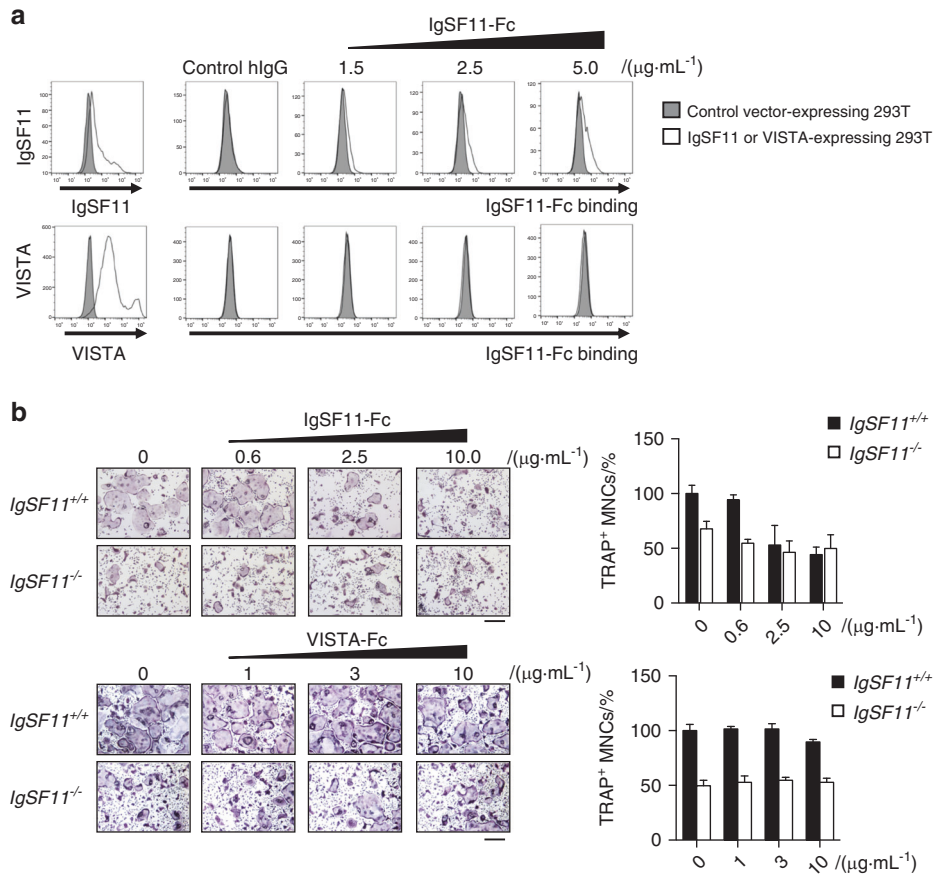 a
IgSF11-Fc
Control hIgG 1.5 2.5 5.0 /(μg·mL⁻¹)
IgSF11
Control vector-expressing 293T
IgSF11 or VISTA-expressing 293T
IgSF11
IgSF11-Fc binding
VISTA
VISTA
IgSF11-Fc binding
b
IgSF11-Fc
0 0.6 2.5 10.0 /(μg·mL⁻¹)
IgSF11+/+
IgSF11-/-
TRAP⁺ MNCs/%
150
100
50
0
IgSF11+/+
IgSF11-/-
0 0.6 2.5 10 /(μg·mL⁻¹)
VISTA-Fc
0 1 3 10 /(μg·mL⁻¹)
IgSF11+/+
IgSF11-/-
TRAP⁺ MNCs/%
150
100
50
0
IgSF11+/+
IgSF11-/-
0 1 3 10 /(μg·mL⁻¹)